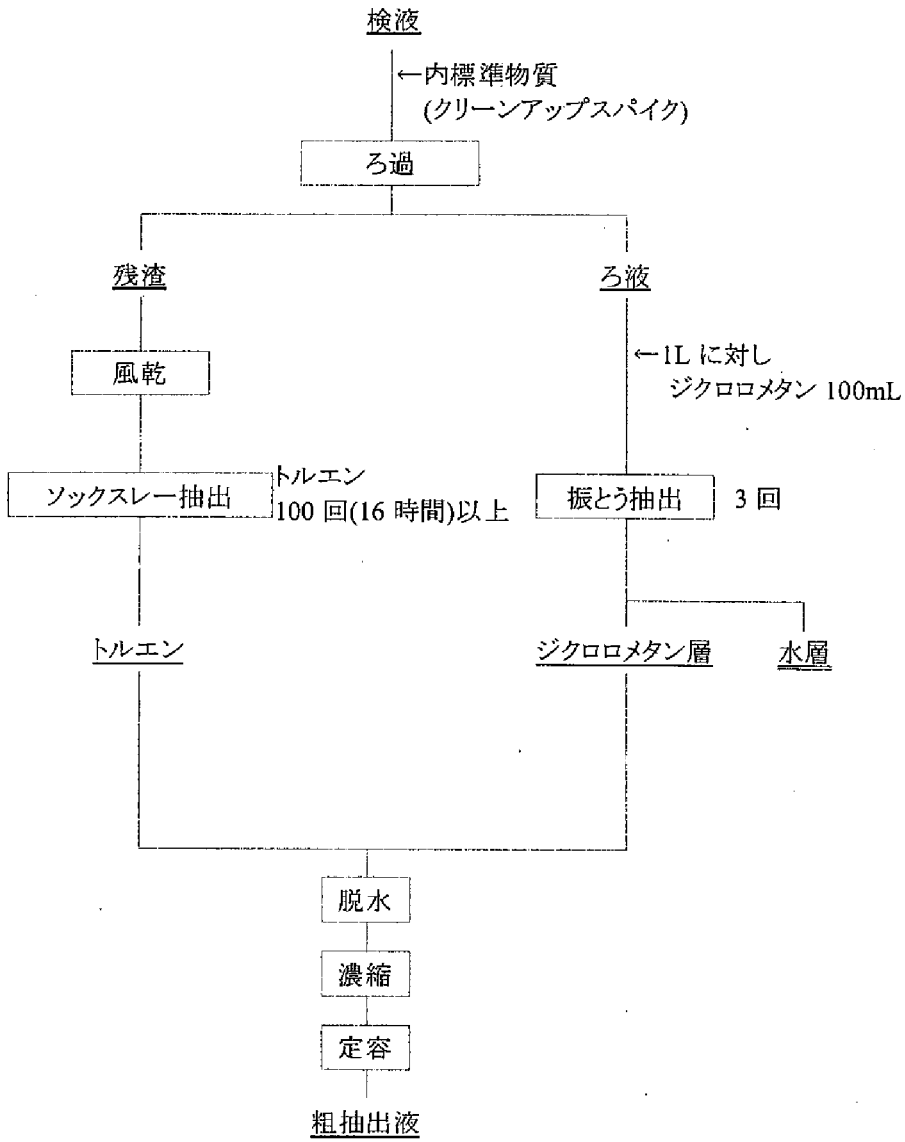 検液
←内標準物質
(クリーンアップスパイク)
ろ過
残渣
ろ液
風乾
←1L に対し
ジクロロメタン 100mL
ソックスレー抽出
トルエン
100 回(16 時間)以上
振とう抽出
3 回
トルエン
ジクロロメタン層
水層
脱水
濃縮
定容
粗抽出液